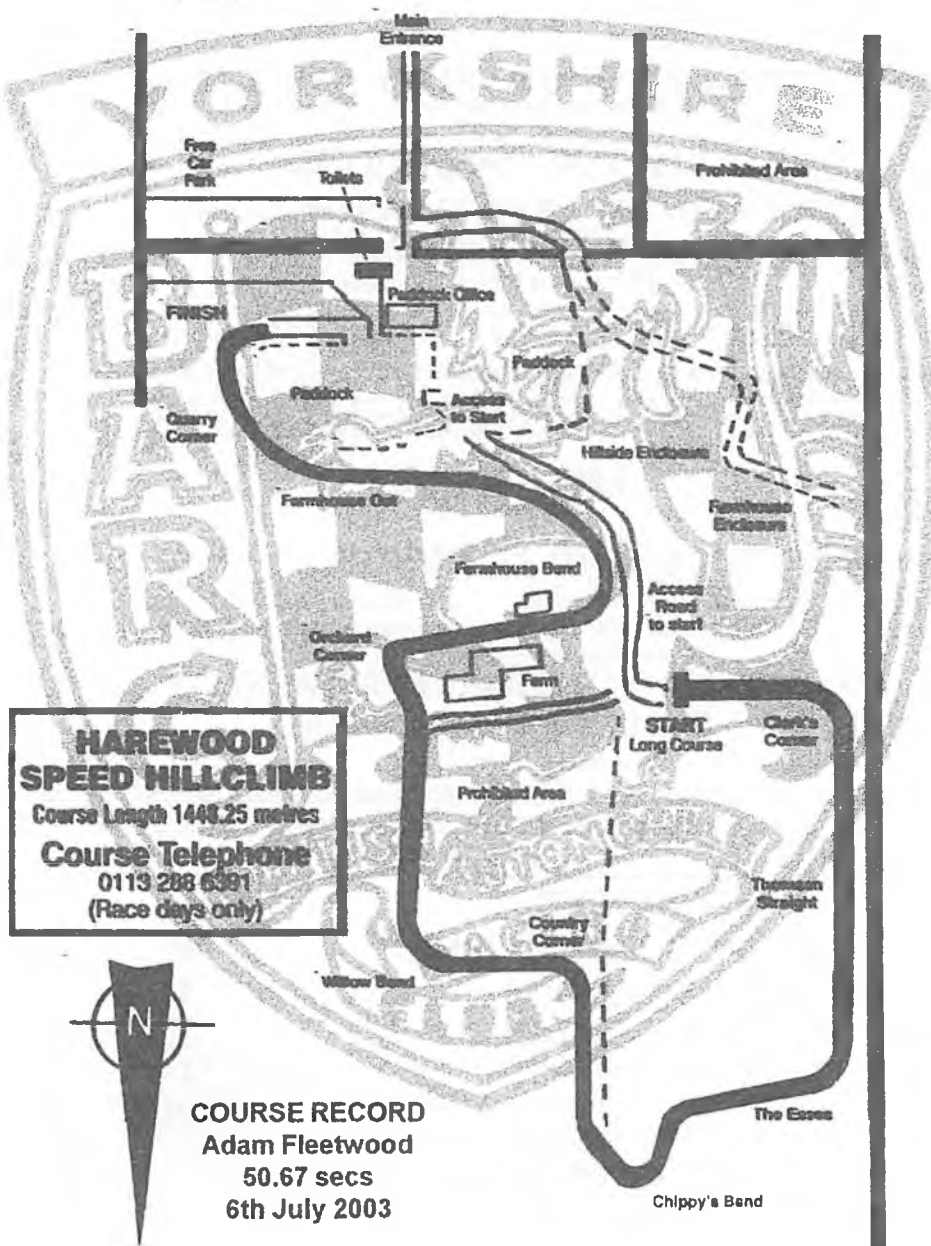 Main
Entrance
YORKSHIRE
Free
Car
Park
Toilets
Prohibited Area
Paddock Office
FINISH
Paddock
Paddock
Access
to Start
Quarry
Corner
Hillside Enclosure
Farmhouse Out
Farmhouse
Enclosure
Farmhouse Bend
Access
Road
to start
Orchard
Corner
Farm
BARC
START
Long Course
Clark's
Corner
HAREWOOD
SPEED HILLCLIMB
Course Length 1448.25 metres
Course Telephone
0113 288 6391
(Race days only)
Prohibited Area
Thomson
Straight
Country
Corner
Willow Bend
N
COURSE RECORD
Adam Fleetwood
50.67 secs
6th July 2003
The Esses
Chippy's Bend